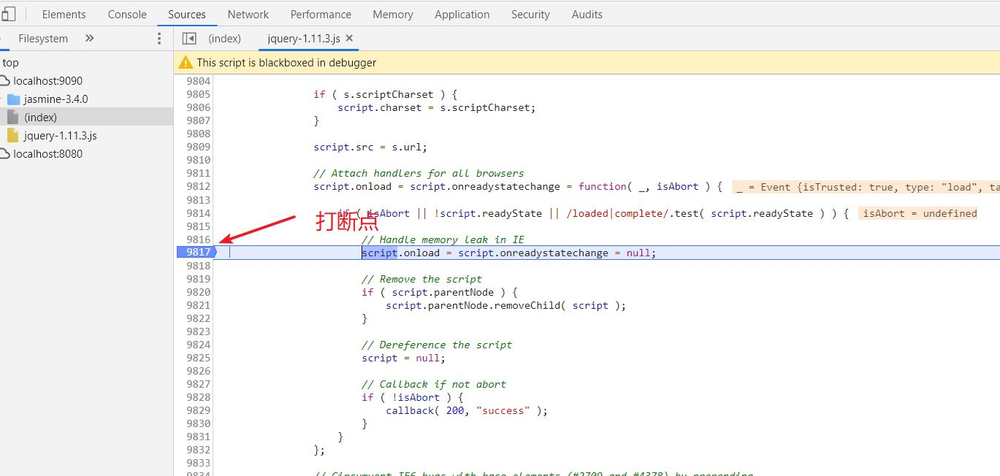 Elements Console Sources Network Performance Memory Application Security Audits
Filesystem » (index) jquery-1.11.3.js ×
This script is blackboxed in debugger
top
localhost:9090
jasmine-3.4.0
(index)
jquery-1.11.3.js
localhost:8080
9804
9805 if ( s.scriptCharset ) {
9806 script.charset = s.scriptCharset;
9807 }
9808
9809 script.src = s.url;
9810
9811 // Attach handlers for all browsers
9812 script.onload = script.onreadystatechange = function( _, isAbort ) { _ = Event {isTrusted: true, type: "load", ta
9813
9814 if ( isAbort || !script.readyState || /loaded|complete/.test( script.readyState ) ) { isAbort = undefined
打断点
9815
9816 // Handle memory leak in IE
9817 script.onload = script.onreadystatechange = null;
9818
9819 // Remove the script
9820 if ( script.parentNode ) {
9821 script.parentNode.removeChild( script );
9822 }
9823
9824 // Dereference the script
9825 script = null;
9826
9827 // Callback if not abort
9828 if ( !isAbort ) {
9829 callback( 200, "success" );
9830 }
9831 }
9832 };
9833
9834 // Circumvent IE6 bugs with base elements (#2709 and #4378) by prepending